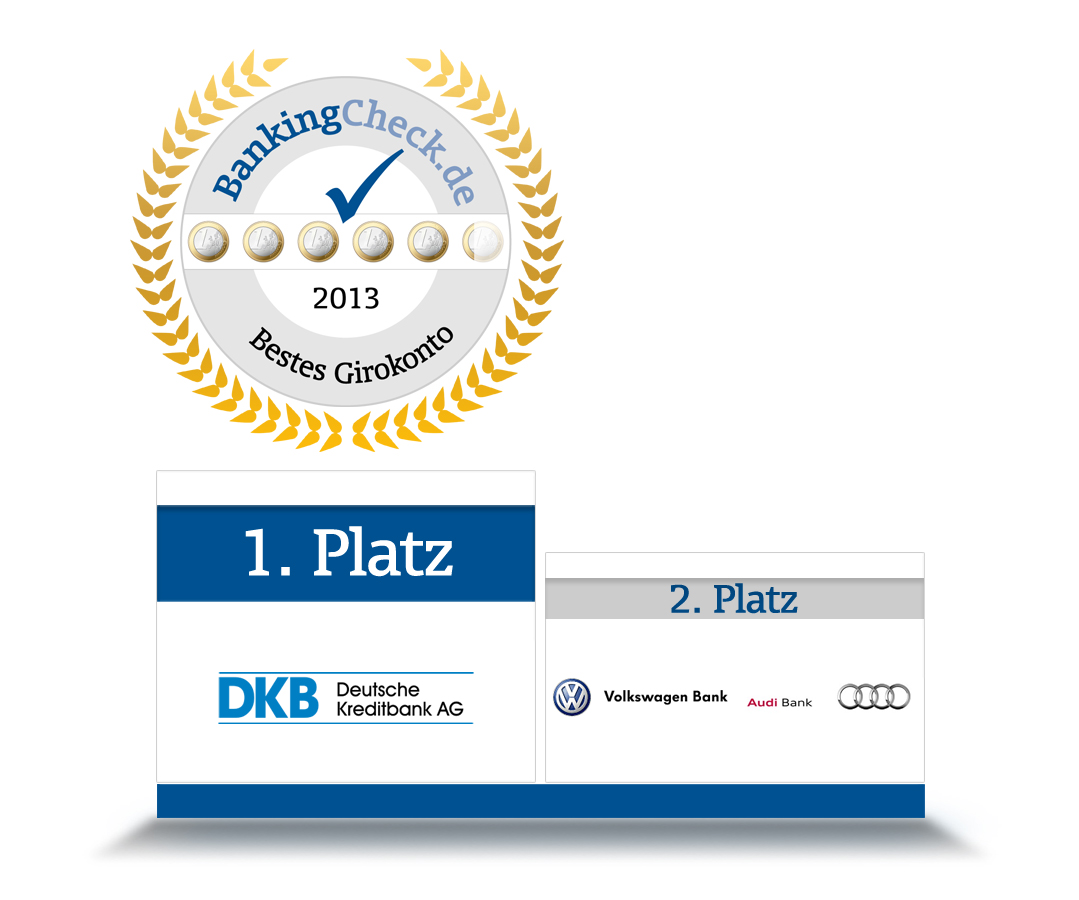 BankingCheck.de
2013
Bestes Girokonto
1. Platz
DKB Deutsche
Kreditbank AG
2. Platz
Volkswagen Bank
Audi Bank